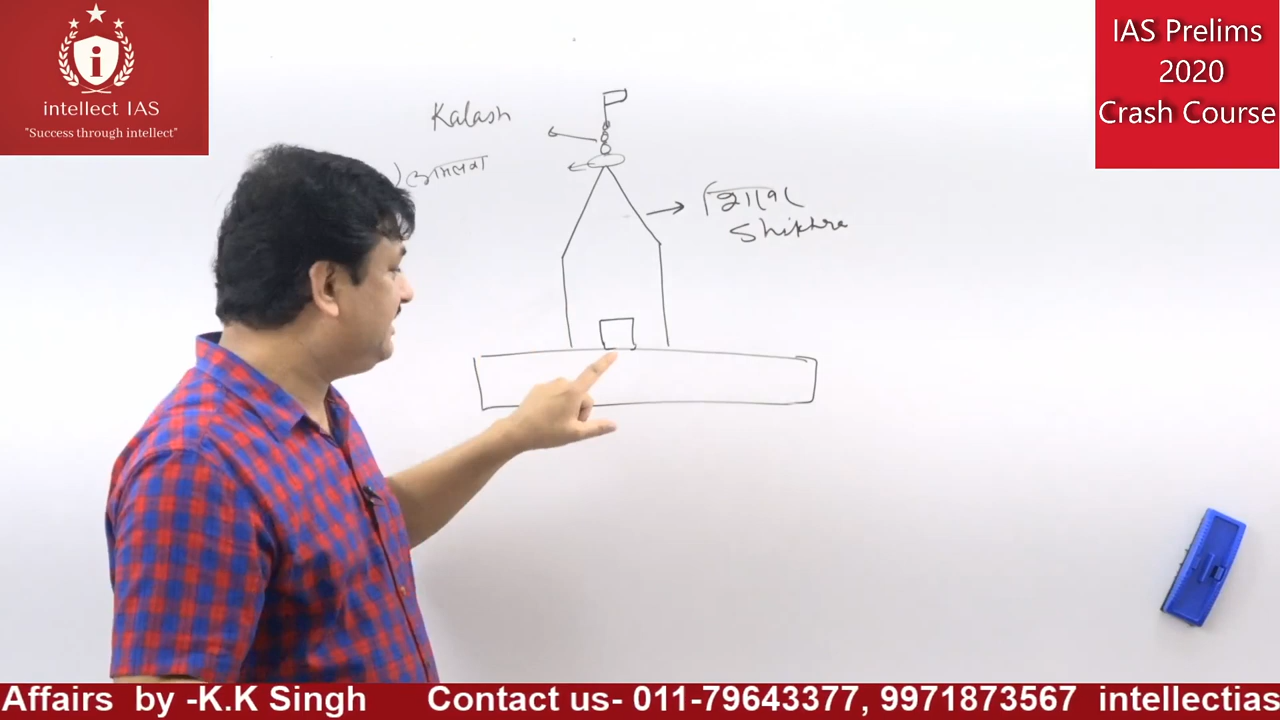 intellect IAS
"Success through intellect"
IAS Prelims
2020
Crash Course
Kalash
शिखर
Shikhra
Affairs by -K.K Singh Contact us- 011-79643377, 9971873567 intellectias